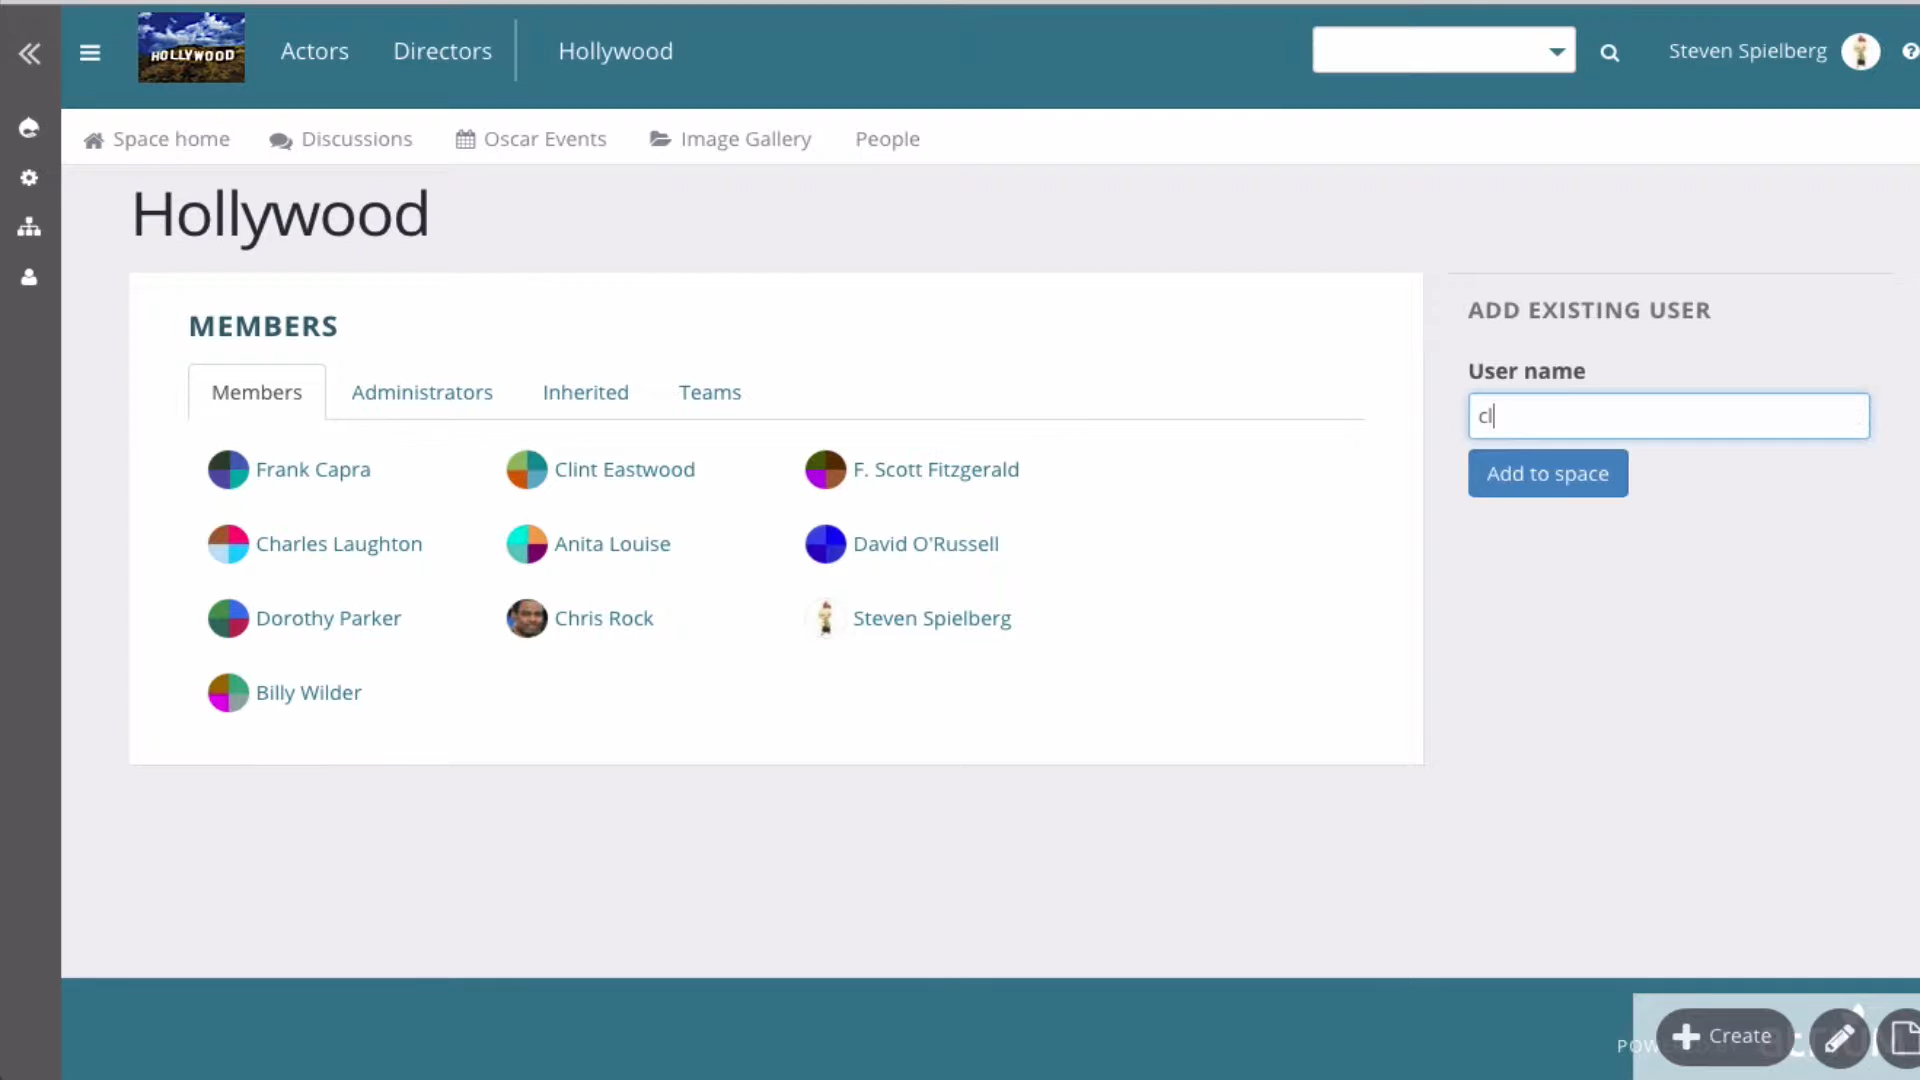 HOLLYWOOD
Actors
Directors
Hollywood
Steven Spielberg
Space home
Discussions
Oscar Events
Image Gallery
People
Hollywood
MEMBERS
Members
Administrators
Inherited
Teams
Frank Capra
Clint Eastwood
F. Scott Fitzgerald
Charles Laughton
Anita Louise
David O'Russell
Dorothy Parker
Chris Rock
Steven Spielberg
Billy Wilder
ADD EXISTING USER
User name
cl
Add to space
Create